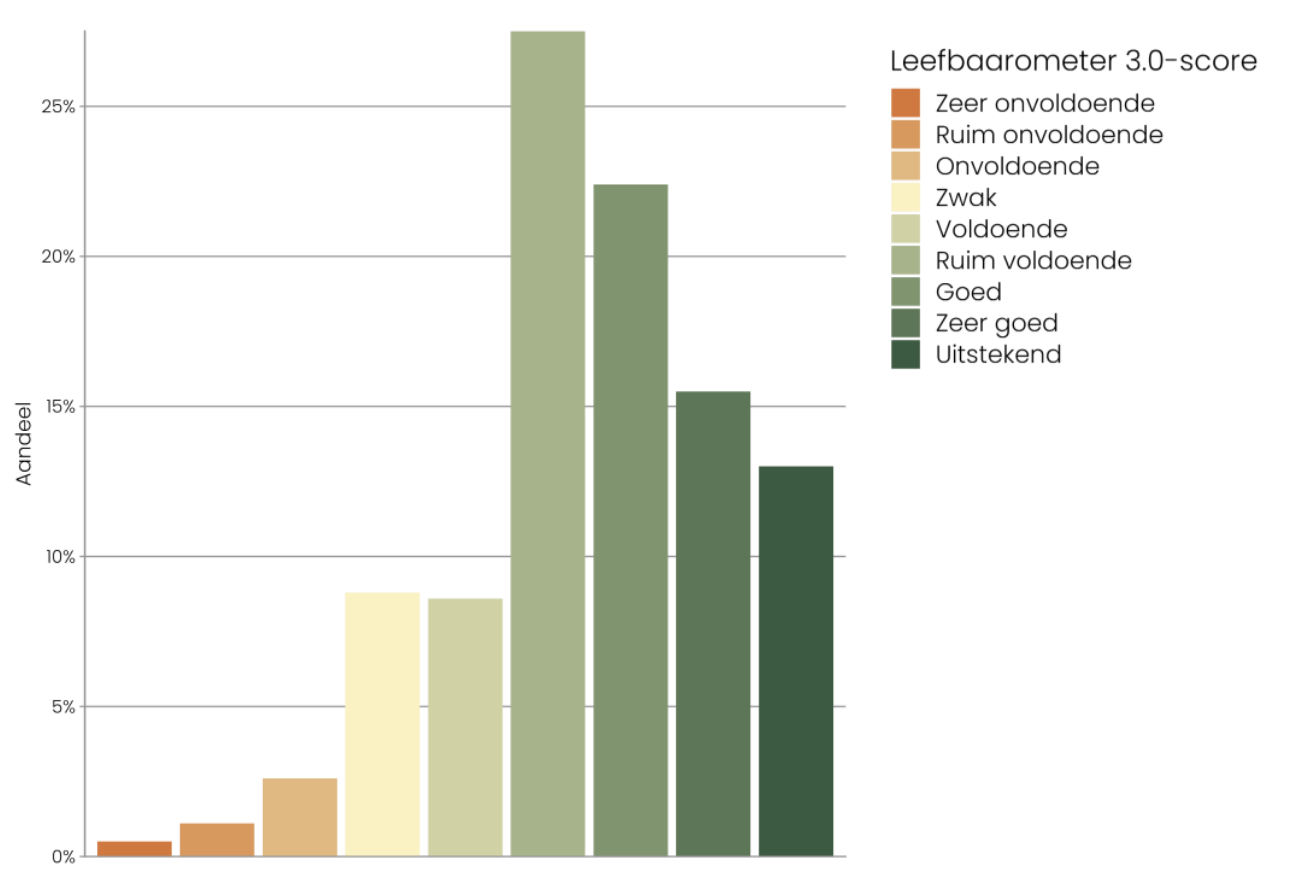 Leefbaarometer 3.0-score
Zeer onvoldoende
Ruim onvoldoende
Onvoldoende
Zwak
Voldoende
Ruim voldoende
Goed
Zeer goed
Uitstekend
25%
20%
15%
10%
5%
0%
Aandeel